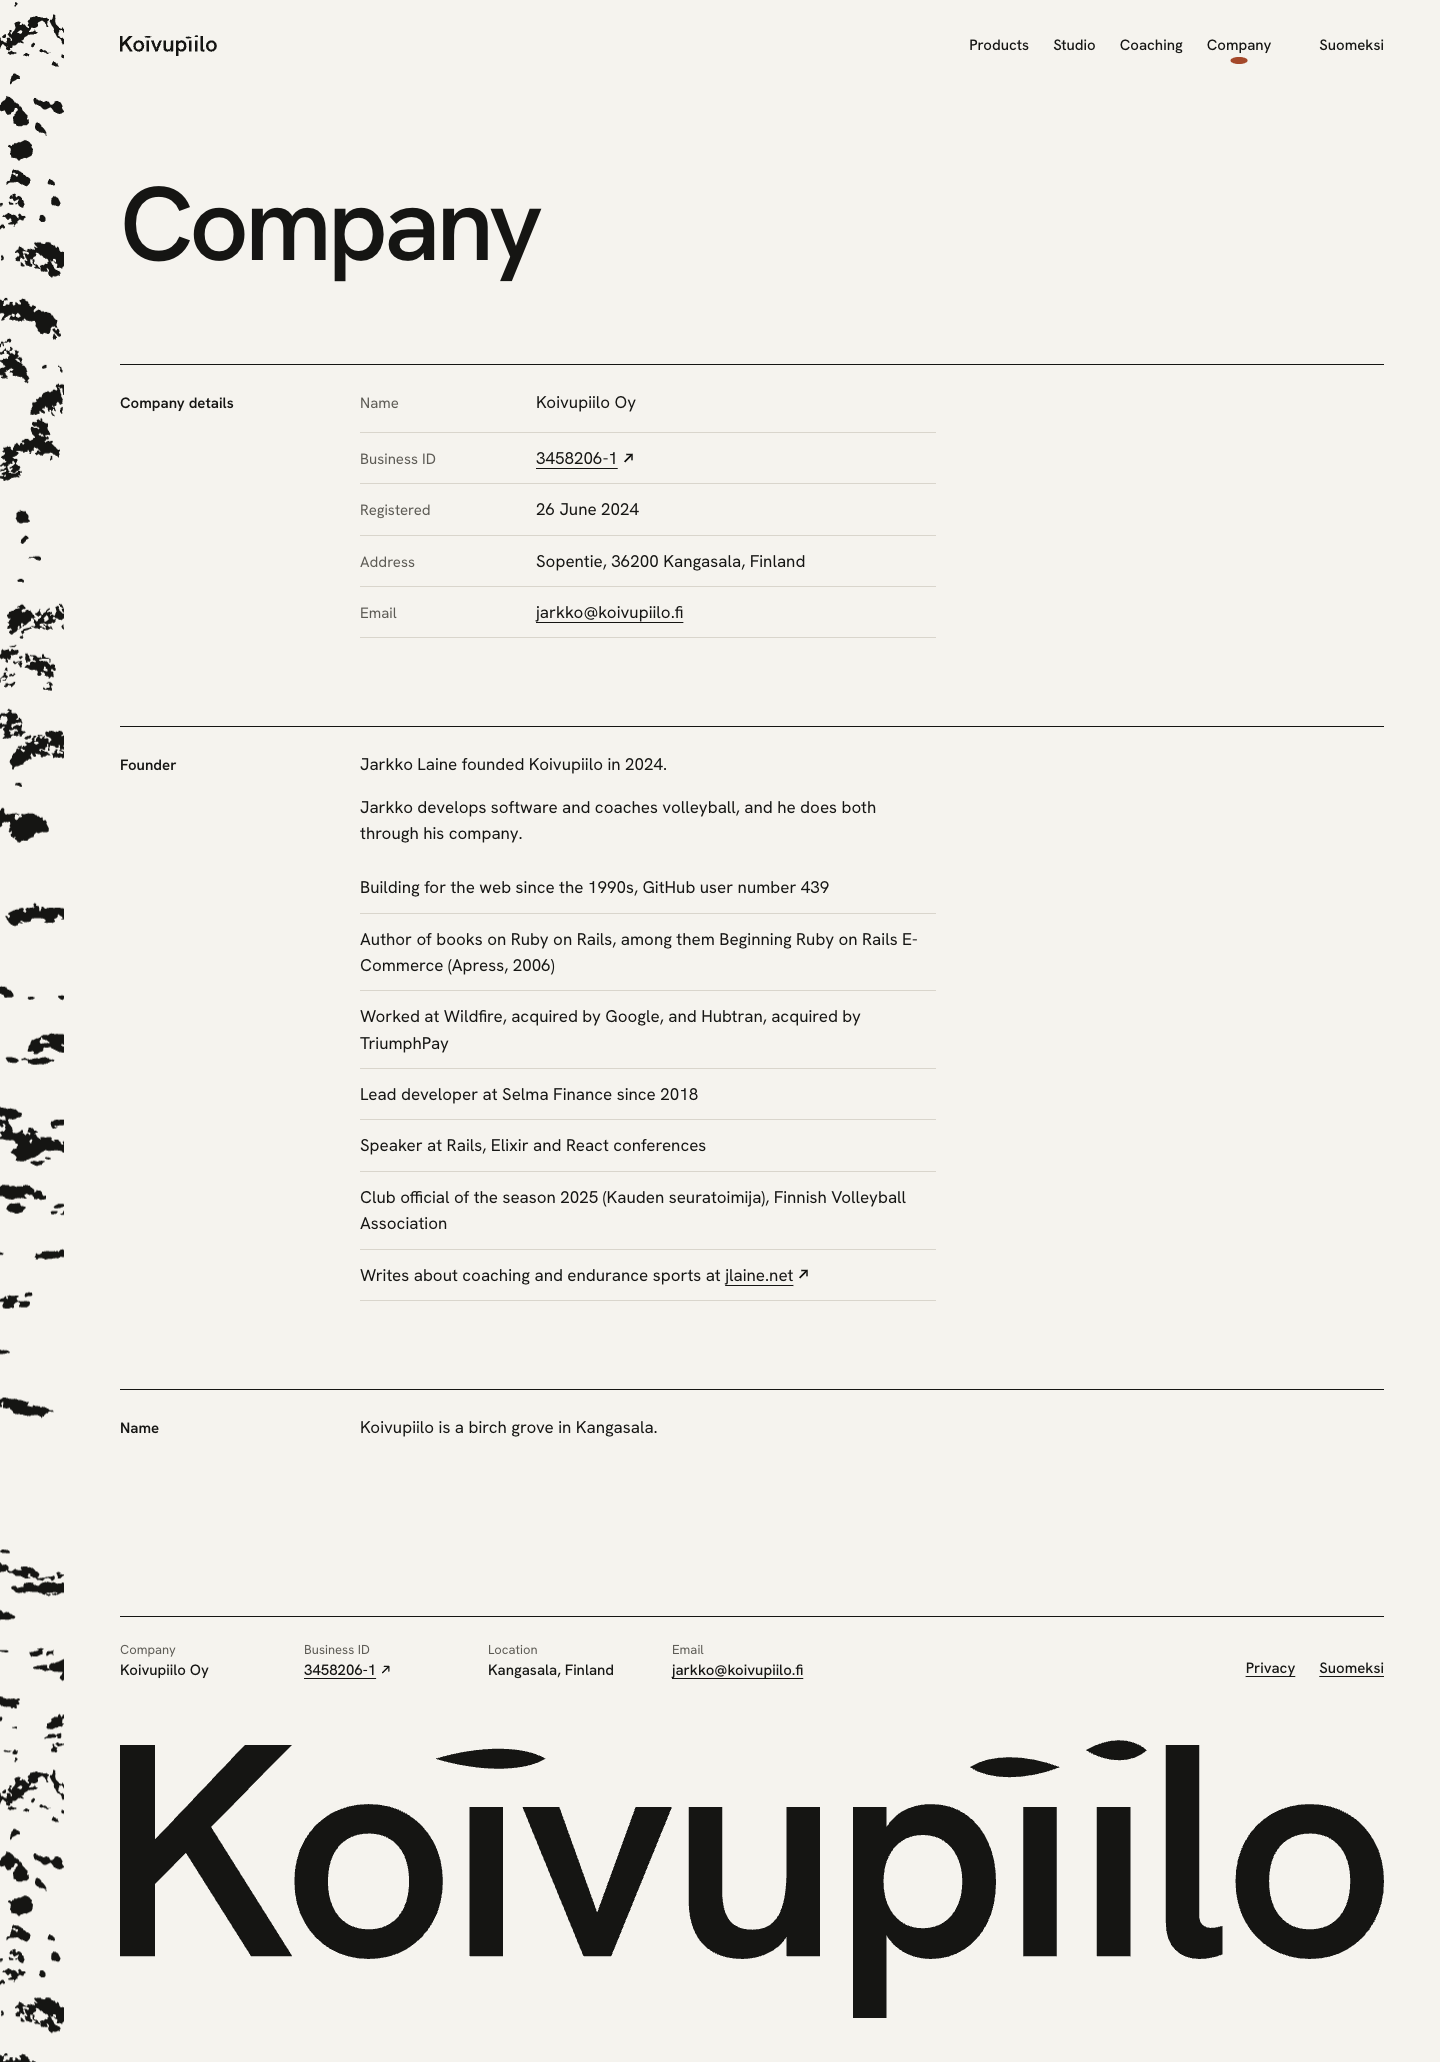 Koivupiilo
Products Studio Coaching Company Suomeksi
Company
Company details
Name Koivupiilo Oy
Business ID 3458206-1 ↗
Registered 26 June 2024
Address Sopentie, 36200 Kangasala, Finland
Email jarkko@koivupiilo.fi
Founder
Jarkko Laine founded Koivupiilo in 2024.
Jarkko develops software and coaches volleyball, and he does both
through his company.
Building for the web since the 1990s, GitHub user number 439
Author of books on Ruby on Rails, among them Beginning Ruby on Rails E-
Commerce (Apress, 2006)
Worked at Wildfire, acquired by Google, and Hubtran, acquired by
TriumphPay
Lead developer at Selma Finance since 2018
Speaker at Rails, Elixir and React conferences
Club official of the season 2025 (Kauden seuratoimija), Finnish Volleyball
Association
Writes about coaching and endurance sports at jlaine.net ↗
Name
Koivupiilo is a birch grove in Kangasala.
Company Business ID Location Email
Koivupiilo Oy 3458206-1 ↗ Kangasala, Finland jarkko@koivupiilo.fi Privacy Suomeksi
Koivupiilo